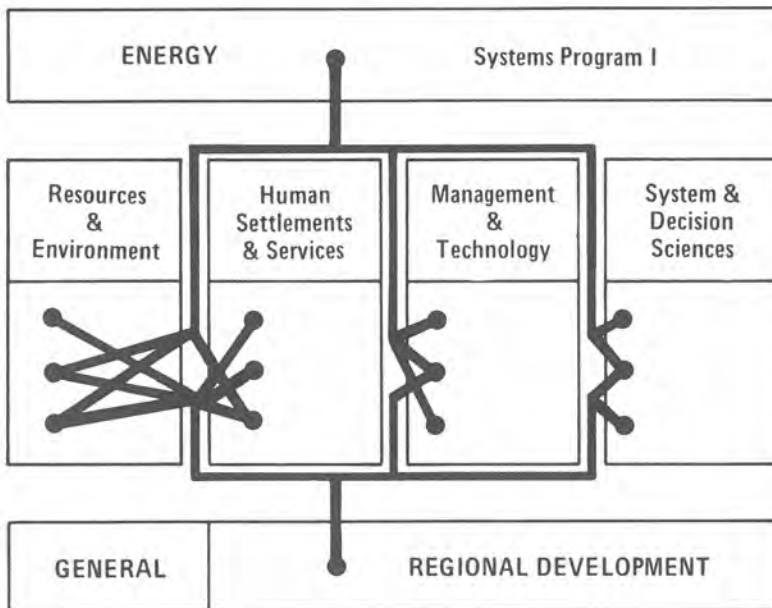 ENERGY Systems Program I
Resources
&
Environment
Human
Settlements
& Services
Management
&
Technology
System &
Decision
Sciences
GENERAL REGIONAL DEVELOPMENT